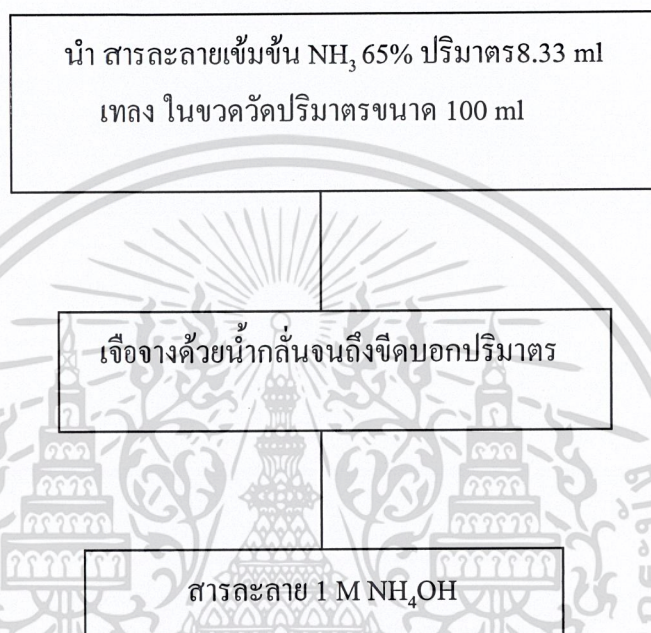 นำ สารละลายเข้มข้น NH₃ 65% ปริมาตร8.33 ml
เทลง ในขวดวัดปริมาตรขนาด 100 ml
เจือจางด้วยน้ำกลั่นจนถึงขีดบอกปริมาตร
สารละลาย 1 M NH₄OH